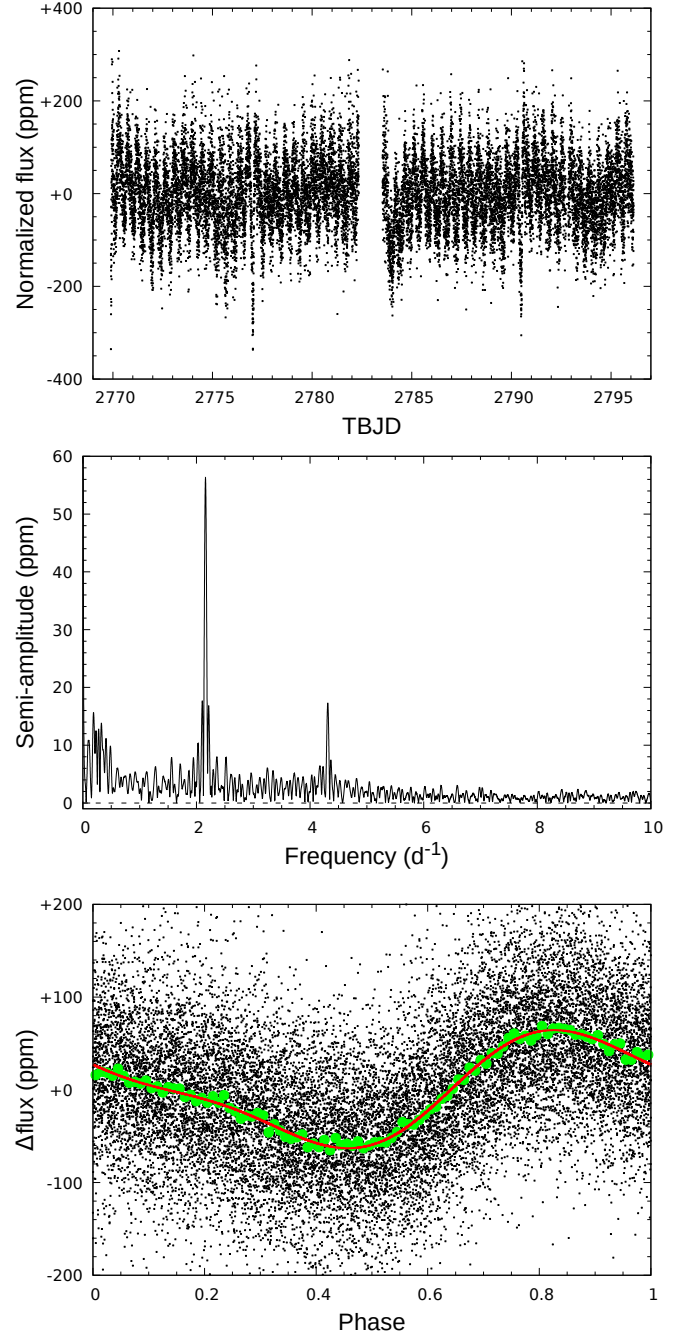 +400
+200
+0
-200
-400
Normalized flux (ppm)
2770 2775 2780 2785 2790 2795
TBJD
60
50
40
30
20
10
0
Semi-amplitude (ppm)
0 2 4 6 8 10
Frequency (d-1)
+200
+100
+0
-100
-200
Δflux (ppm)
0 0.2 0.4 0.6 0.8 1
Phase